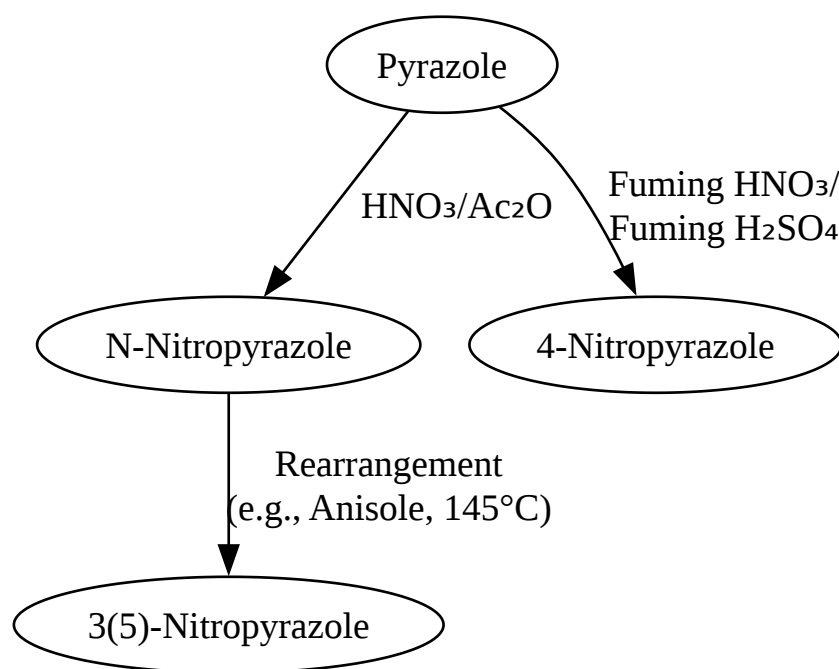 Pyrazole
HNO₃/Ac₂O
Fuming HNO₃/
Fuming H₂SO₄
N-Nitropyrazole
4-Nitropyrazole
Rearrangement
(e.g., Anisole, 145°C)
3(5)-Nitropyrazole